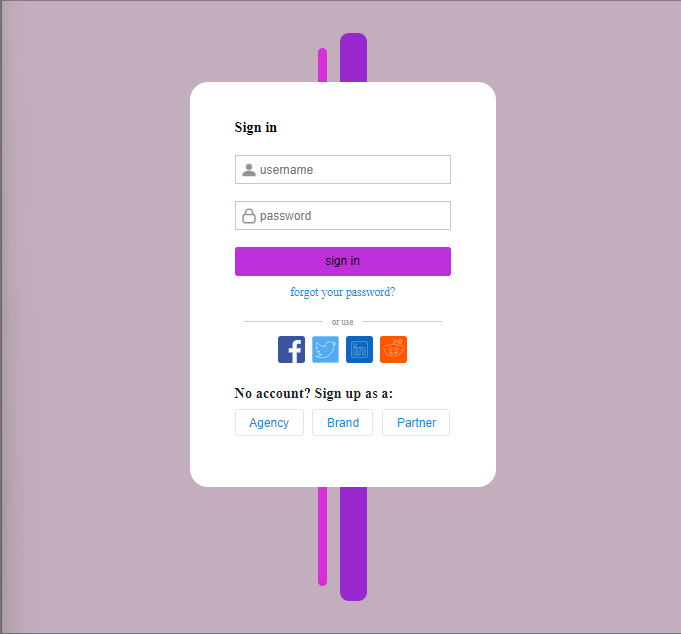 Sign in
username
password
sign in
forgot your password?
or use
f
in
No account? Sign up as a:
Agency Brand Partner